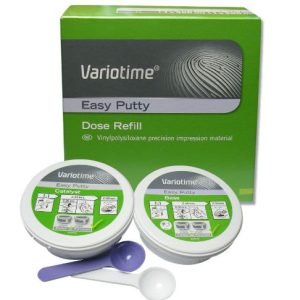 Variotime®
Easy Putty
Dose Refill
Vinylpolysiloxane precision impression material
Variotime®
Easy Putty
Catalyst
Variotime®
Easy Putty
Base